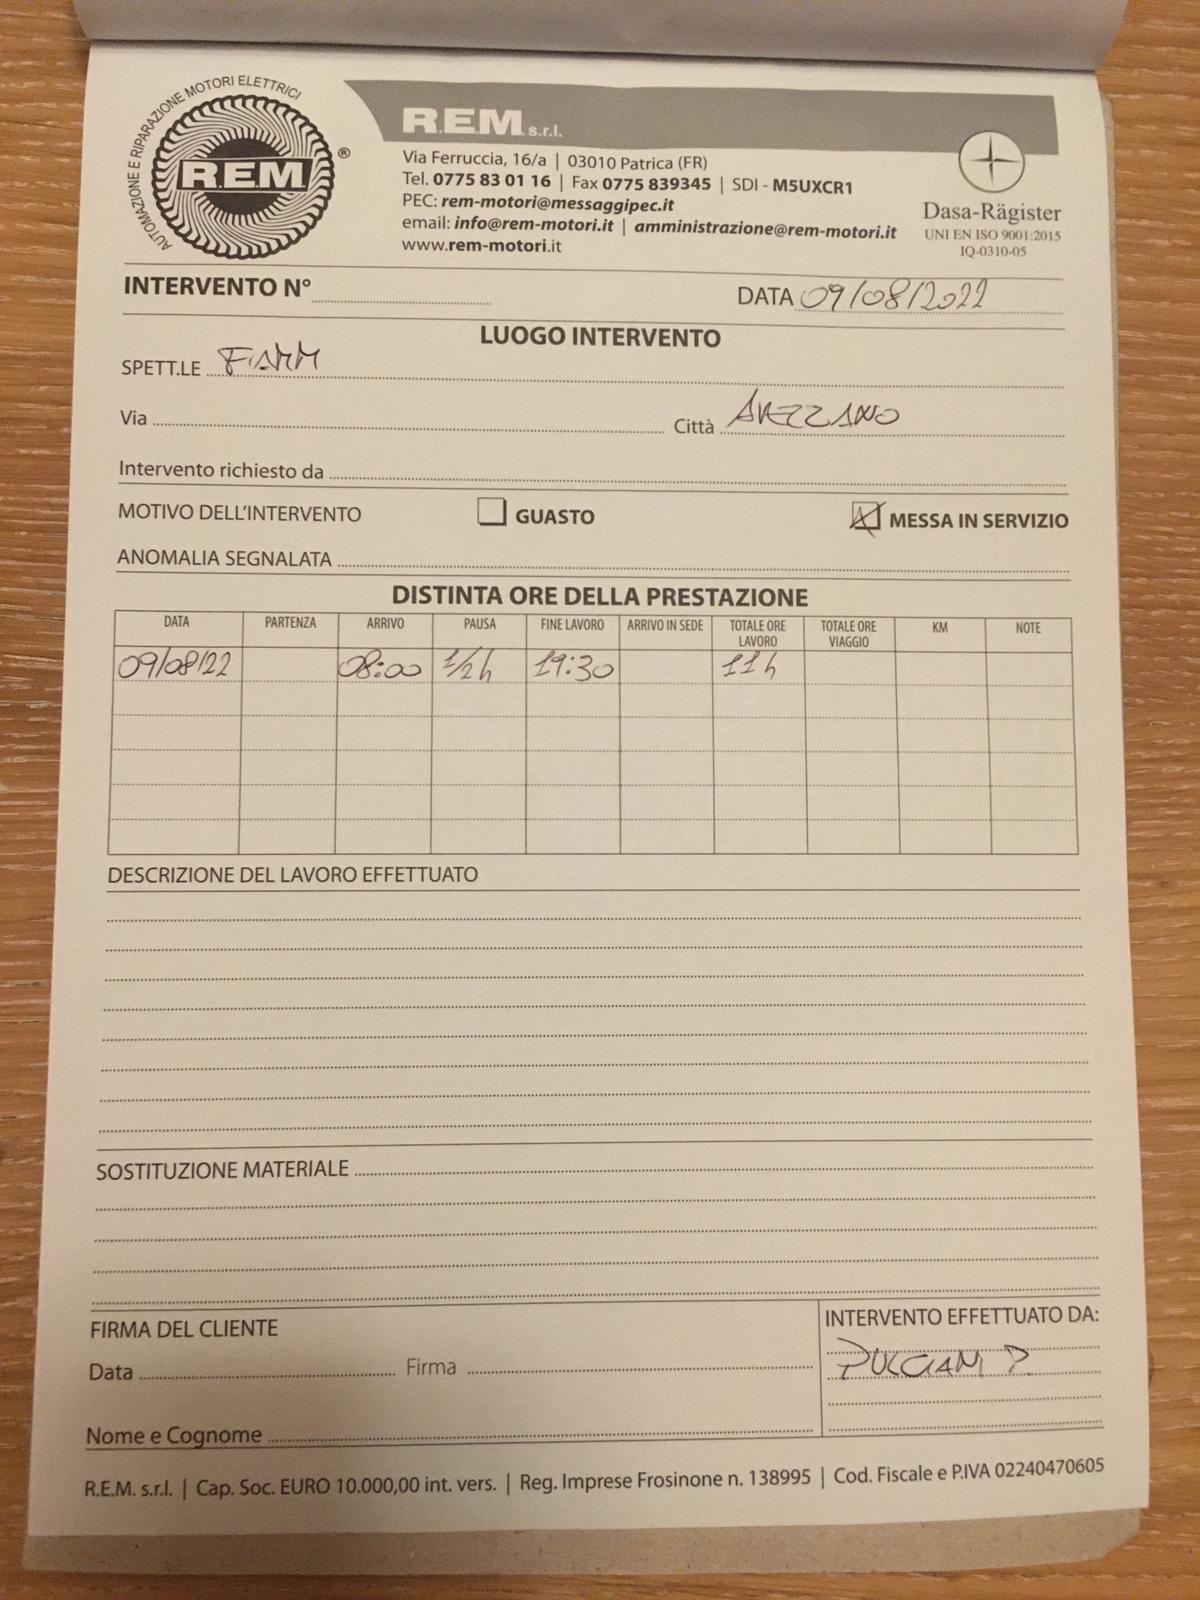 AUTOMAZIONE E RIPARAZIONE MOTORI ELETTRICI
R.E.M. ®
R.E.M. s.r.l.
Via Ferruccia, 16/a | 03010 Patrica (FR)
Tel. 0775 83 01 16 | Fax 0775 839345 | SDI - M5UXCR1
PEC: rem-motori@messaggipec.it
email: info@rem-motori.it | amministrazione@rem-motori.it
www.rem-motori.it
Dasa-Rägister
UNI EN ISO 9001:2015
IQ-0310-05
INTERVENTO N° DATA 09/08/2022
LUOGO INTERVENTO
SPETT.LE FIAMM
Via Città AVEZZANO
Intervento richiesto da
MOTIVO DELL'INTERVENTO GUASTO MESSA IN SERVIZIO
ANOMALIA SEGNALATA
DISTINTA ORE DELLA PRESTAZIONE
DATA PARTENZA ARRIVO PAUSA FINE LAVORO ARRIVO IN SEDE TOTALE ORE LAVORO TOTALE ORE VIAGGIO KM NOTE
09/08/22 08:00 1/2h 19:30 11h
DESCRIZIONE DEL LAVORO EFFETTUATO
SOSTITUZIONE MATERIALE
FIRMA DEL CLIENTE
Data Firma
Nome e Cognome
INTERVENTO EFFETTUATO DA:
PULCIANI P.
R.E.M. s.r.l. | Cap. Soc. EURO 10.000,00 int. vers. | Reg. Imprese Frosinone n. 138995 | Cod. Fiscale e P.IVA 02240470605